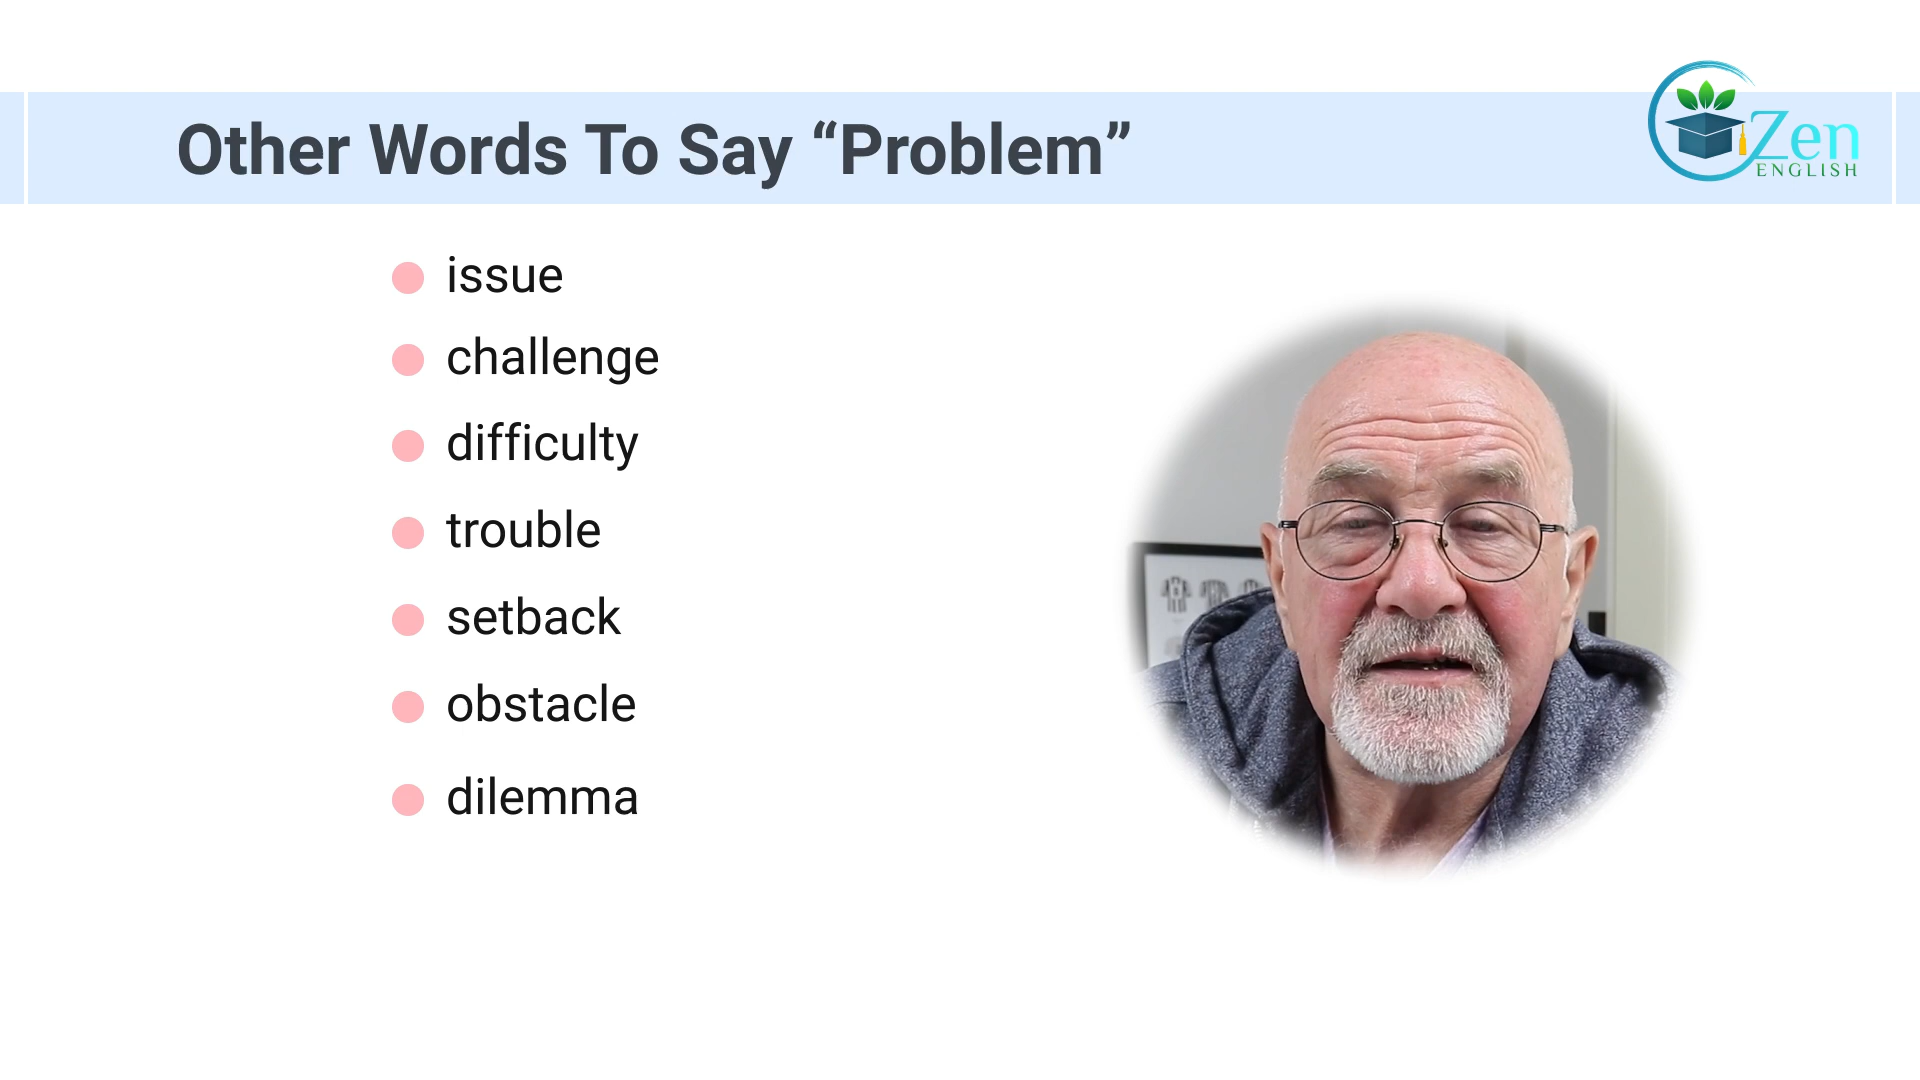 Other Words To Say “Problem”
Zen
ENGLISH
issue
challenge
difficulty
trouble
setback
obstacle
dilemma